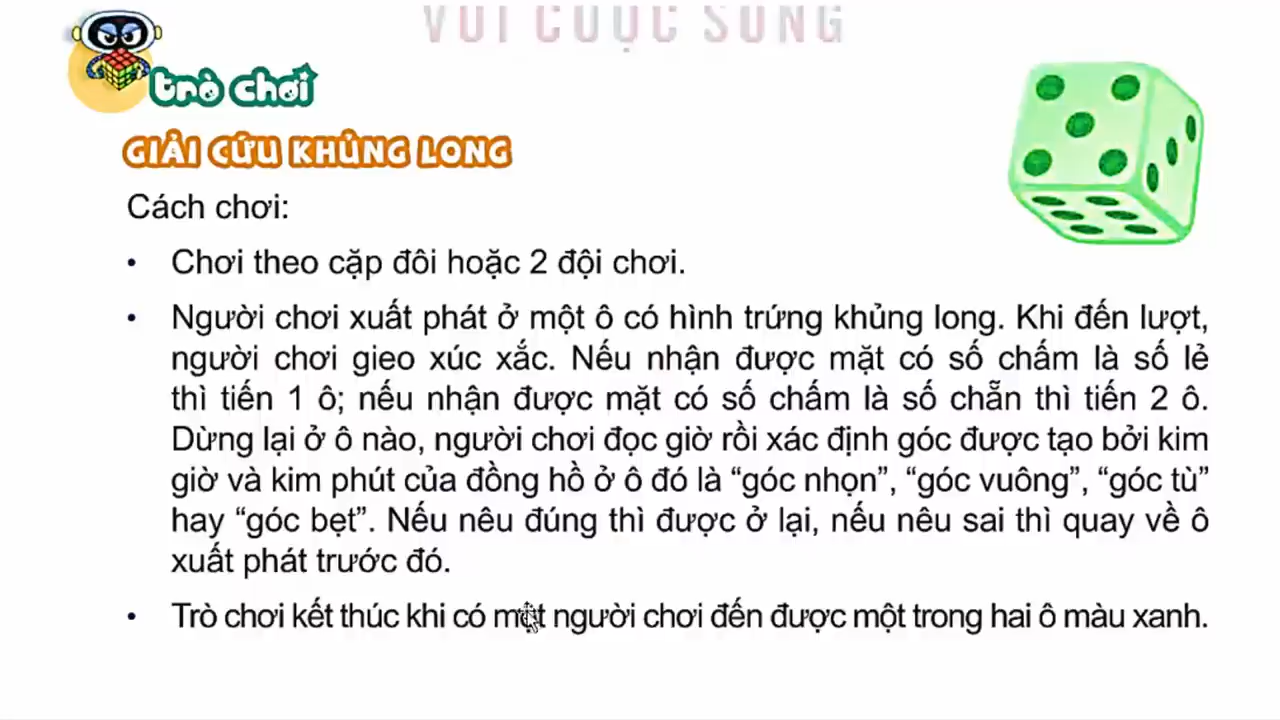 VỚI CUỘC SỐNG
trò chơi
GIẢI CỨU KHỦNG LONG
Cách chơi:
• Chơi theo cặp đôi hoặc 2 đội chơi.
• Người chơi xuất phát ở một ô có hình trứng khủng long. Khi đến lượt,
người chơi gieo xúc xắc. Nếu nhận được mặt có số chấm là số lẻ
thì tiến 1 ô; nếu nhận được mặt có số chấm là số chẵn thì tiến 2 ô.
Dừng lại ở ô nào, người chơi đọc giờ rồi xác định góc được tạo bởi kim
giờ và kim phút của đồng hồ ở ô đó là “góc nhọn”, “góc vuông”, “góc tù”
hay “góc bẹt”. Nếu nêu đúng thì được ở lại, nếu nêu sai thì quay về ô
xuất phát trước đó.
• Trò chơi kết thúc khi có một người chơi đến được một trong hai ô màu xanh.